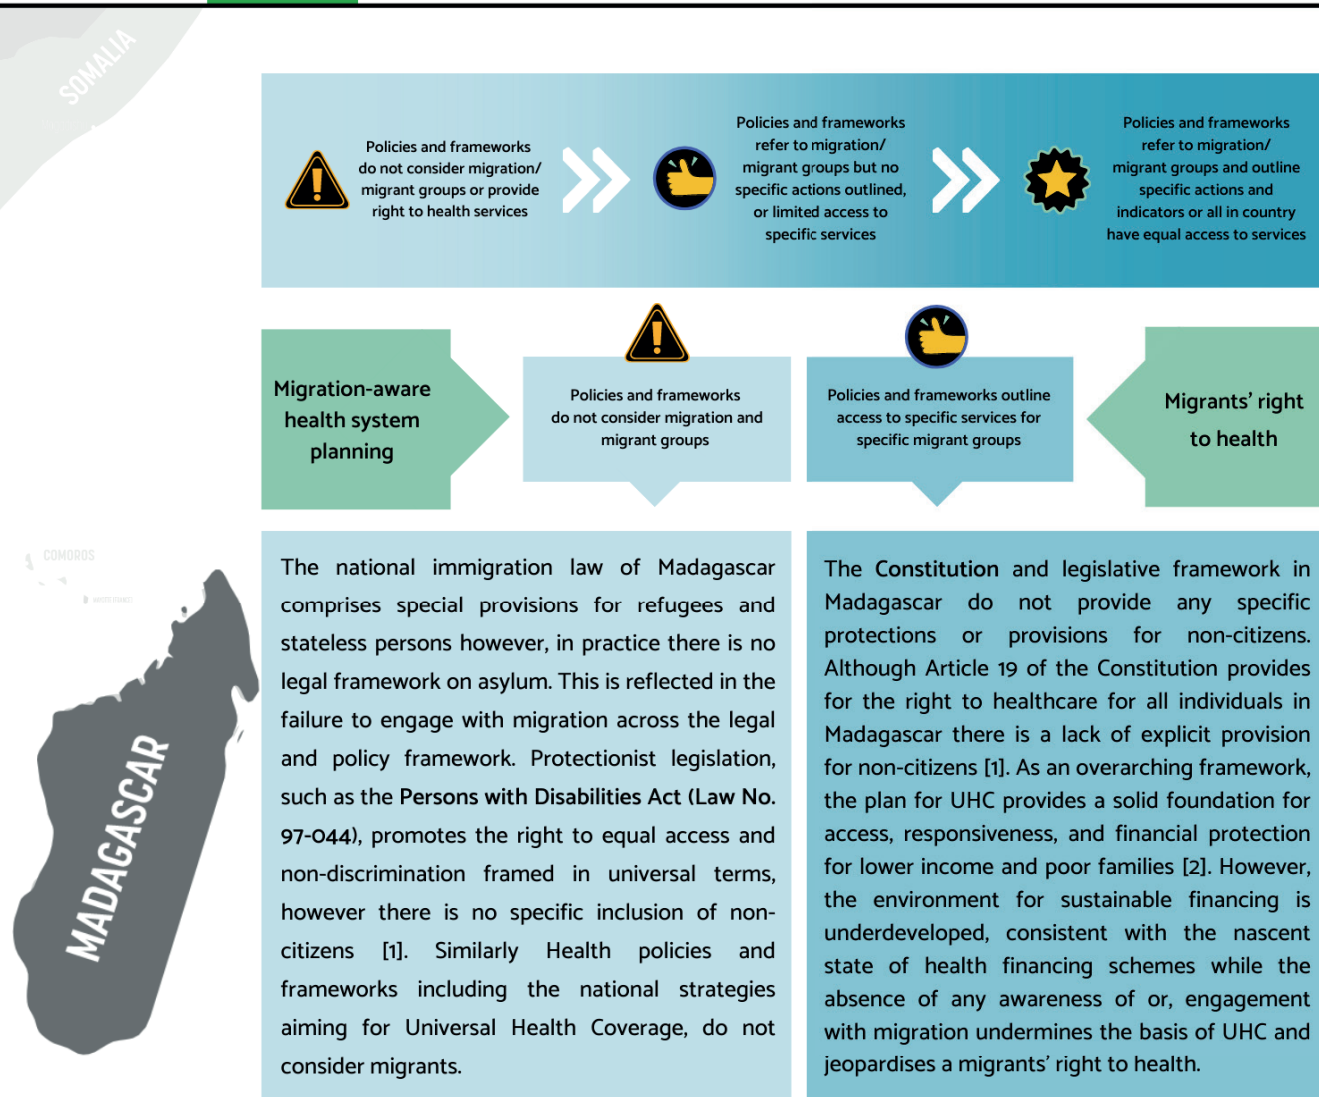 SOMALIA
Policies and frameworks
do not consider migration/
migrant groups or provide
right to health services
Policies and frameworks
refer to migration/
migrant groups but no
specific actions outlined,
or limited access to
specific services
Policies and frameworks
refer to migration/
migrant groups and outline
specific actions and
indicators or all in country
have equal access to services
Migration-aware
health system
planning
Policies and frameworks
do not consider migration and
migrant groups
Policies and frameworks outline
access to specific services for
specific migrant groups
Migrants' right
to health
COMOROS
MADAGASCAR
The national immigration law of Madagascar
comprises special provisions for refugees and
stateless persons however, in practice there is no
legal framework on asylum. This is reflected in the
failure to engage with migration across the legal
and policy framework. Protectionist legislation,
such as the Persons with Disabilities Act (Law No.
97-044), promotes the right to equal access and
non-discrimination framed in universal terms,
however there is no specific inclusion of non-
citizens [1]. Similarly Health policies and
frameworks including the national strategies
aiming for Universal Health Coverage, do not
consider migrants.
The Constitution and legislative framework in
Madagascar do not provide any specific
protections or provisions for non-citizens.
Although Article 19 of the Constitution provides
for the right to healthcare for all individuals in
Madagascar there is a lack of explicit provision
for non-citizens [1]. As an overarching framework,
the plan for UHC provides a solid foundation for
access, responsiveness, and financial protection
for lower income and poor families [2]. However,
the environment for sustainable financing is
underdeveloped, consistent with the nascent
state of health financing schemes while the
absence of any awareness of or, engagement
with migration undermines the basis of UHC and
jeopardises a migrants' right to health.